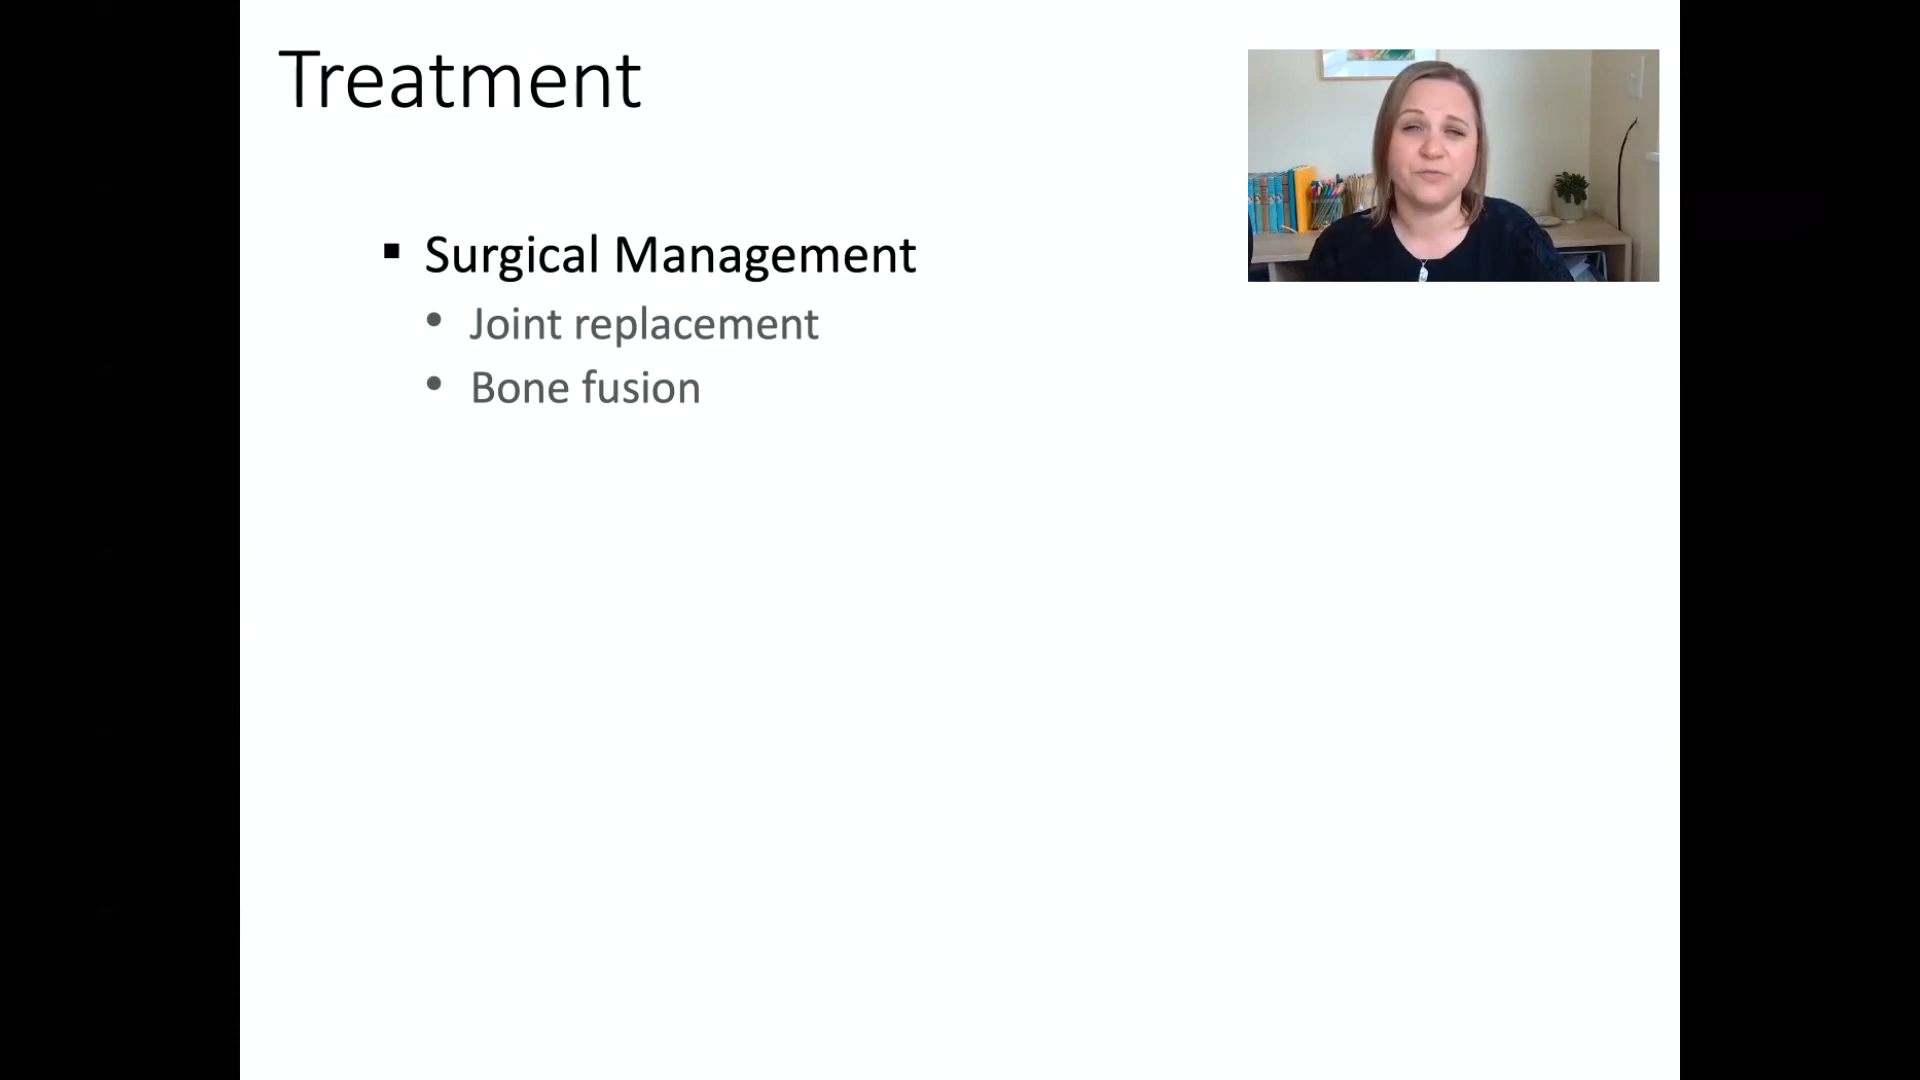 Treatment
▪ Surgical Management
• Joint replacement
• Bone fusion